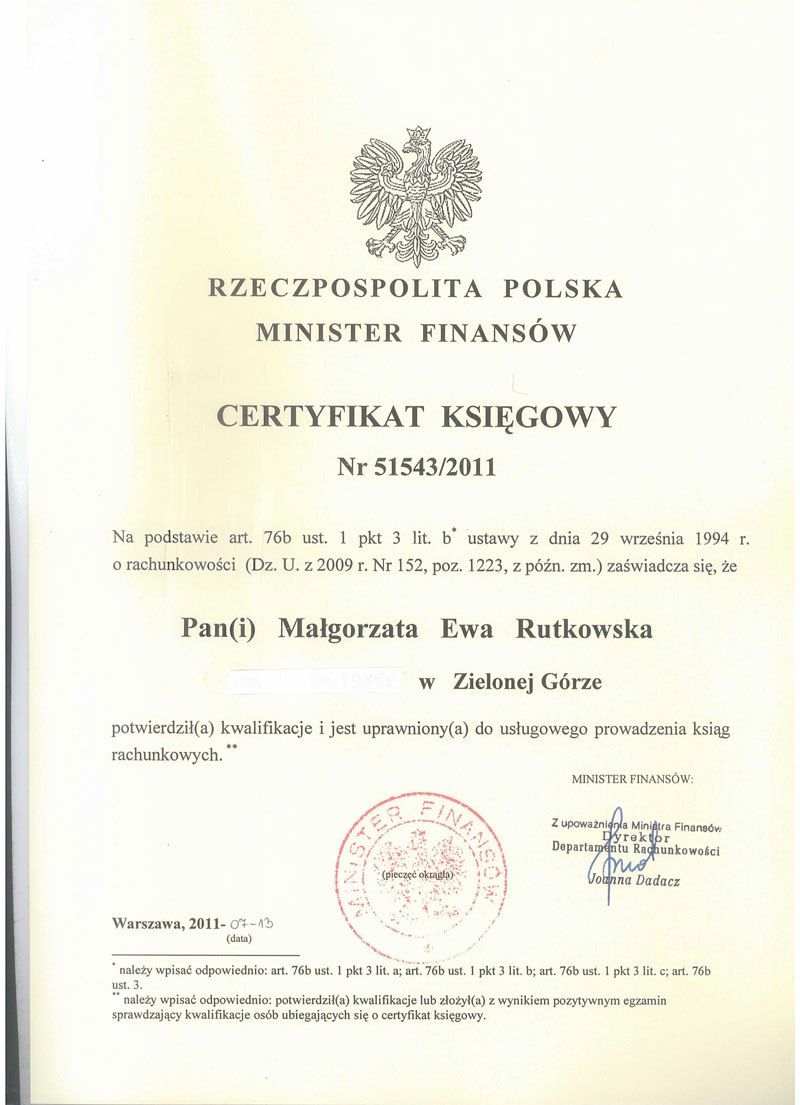 RZECZPOSPOLITA POLSKA
MINISTER FINANSÓW
CERTYFIKAT KSIĘGOWY
Nr 51543/2011
Na podstawie art. 76b ust. 1 pkt 3 lit. b* ustawy z dnia 29 września 1994 r.
o rachunkowości (Dz. U. z 2009 r. Nr 152, poz. 1223, z późn. zm.) zaświadcza się, że
Pan(i) Małgorzata Ewa Rutkowska
w Zielonej Górze
potwierdził(a) kwalifikacje i jest uprawniony(a) do usługowego prowadzenia ksiąg
rachunkowych.**
MINISTER FINANSÓW:
Z upoważnienia Ministra Finansów
Dyrektor
Departamentu Rachunkowości
Joanna Dadacz
MINISTER FINANSÓW
(pieczęć okrągła)
Warszawa, 2011-07-13
(data)
* należy wpisać odpowiednio: art. 76b ust. 1 pkt 3 lit. a; art. 76b ust. 1 pkt 3 lit. b; art. 76b ust. 1 pkt 3 lit. c; art. 76b
ust. 3.
** należy wpisać odpowiednio: potwierdził(a) kwalifikacje lub złożył(a) z wynikiem pozytywnym egzamin
sprawdzający kwalifikacje osób ubiegających się o certyfikat księgowy.